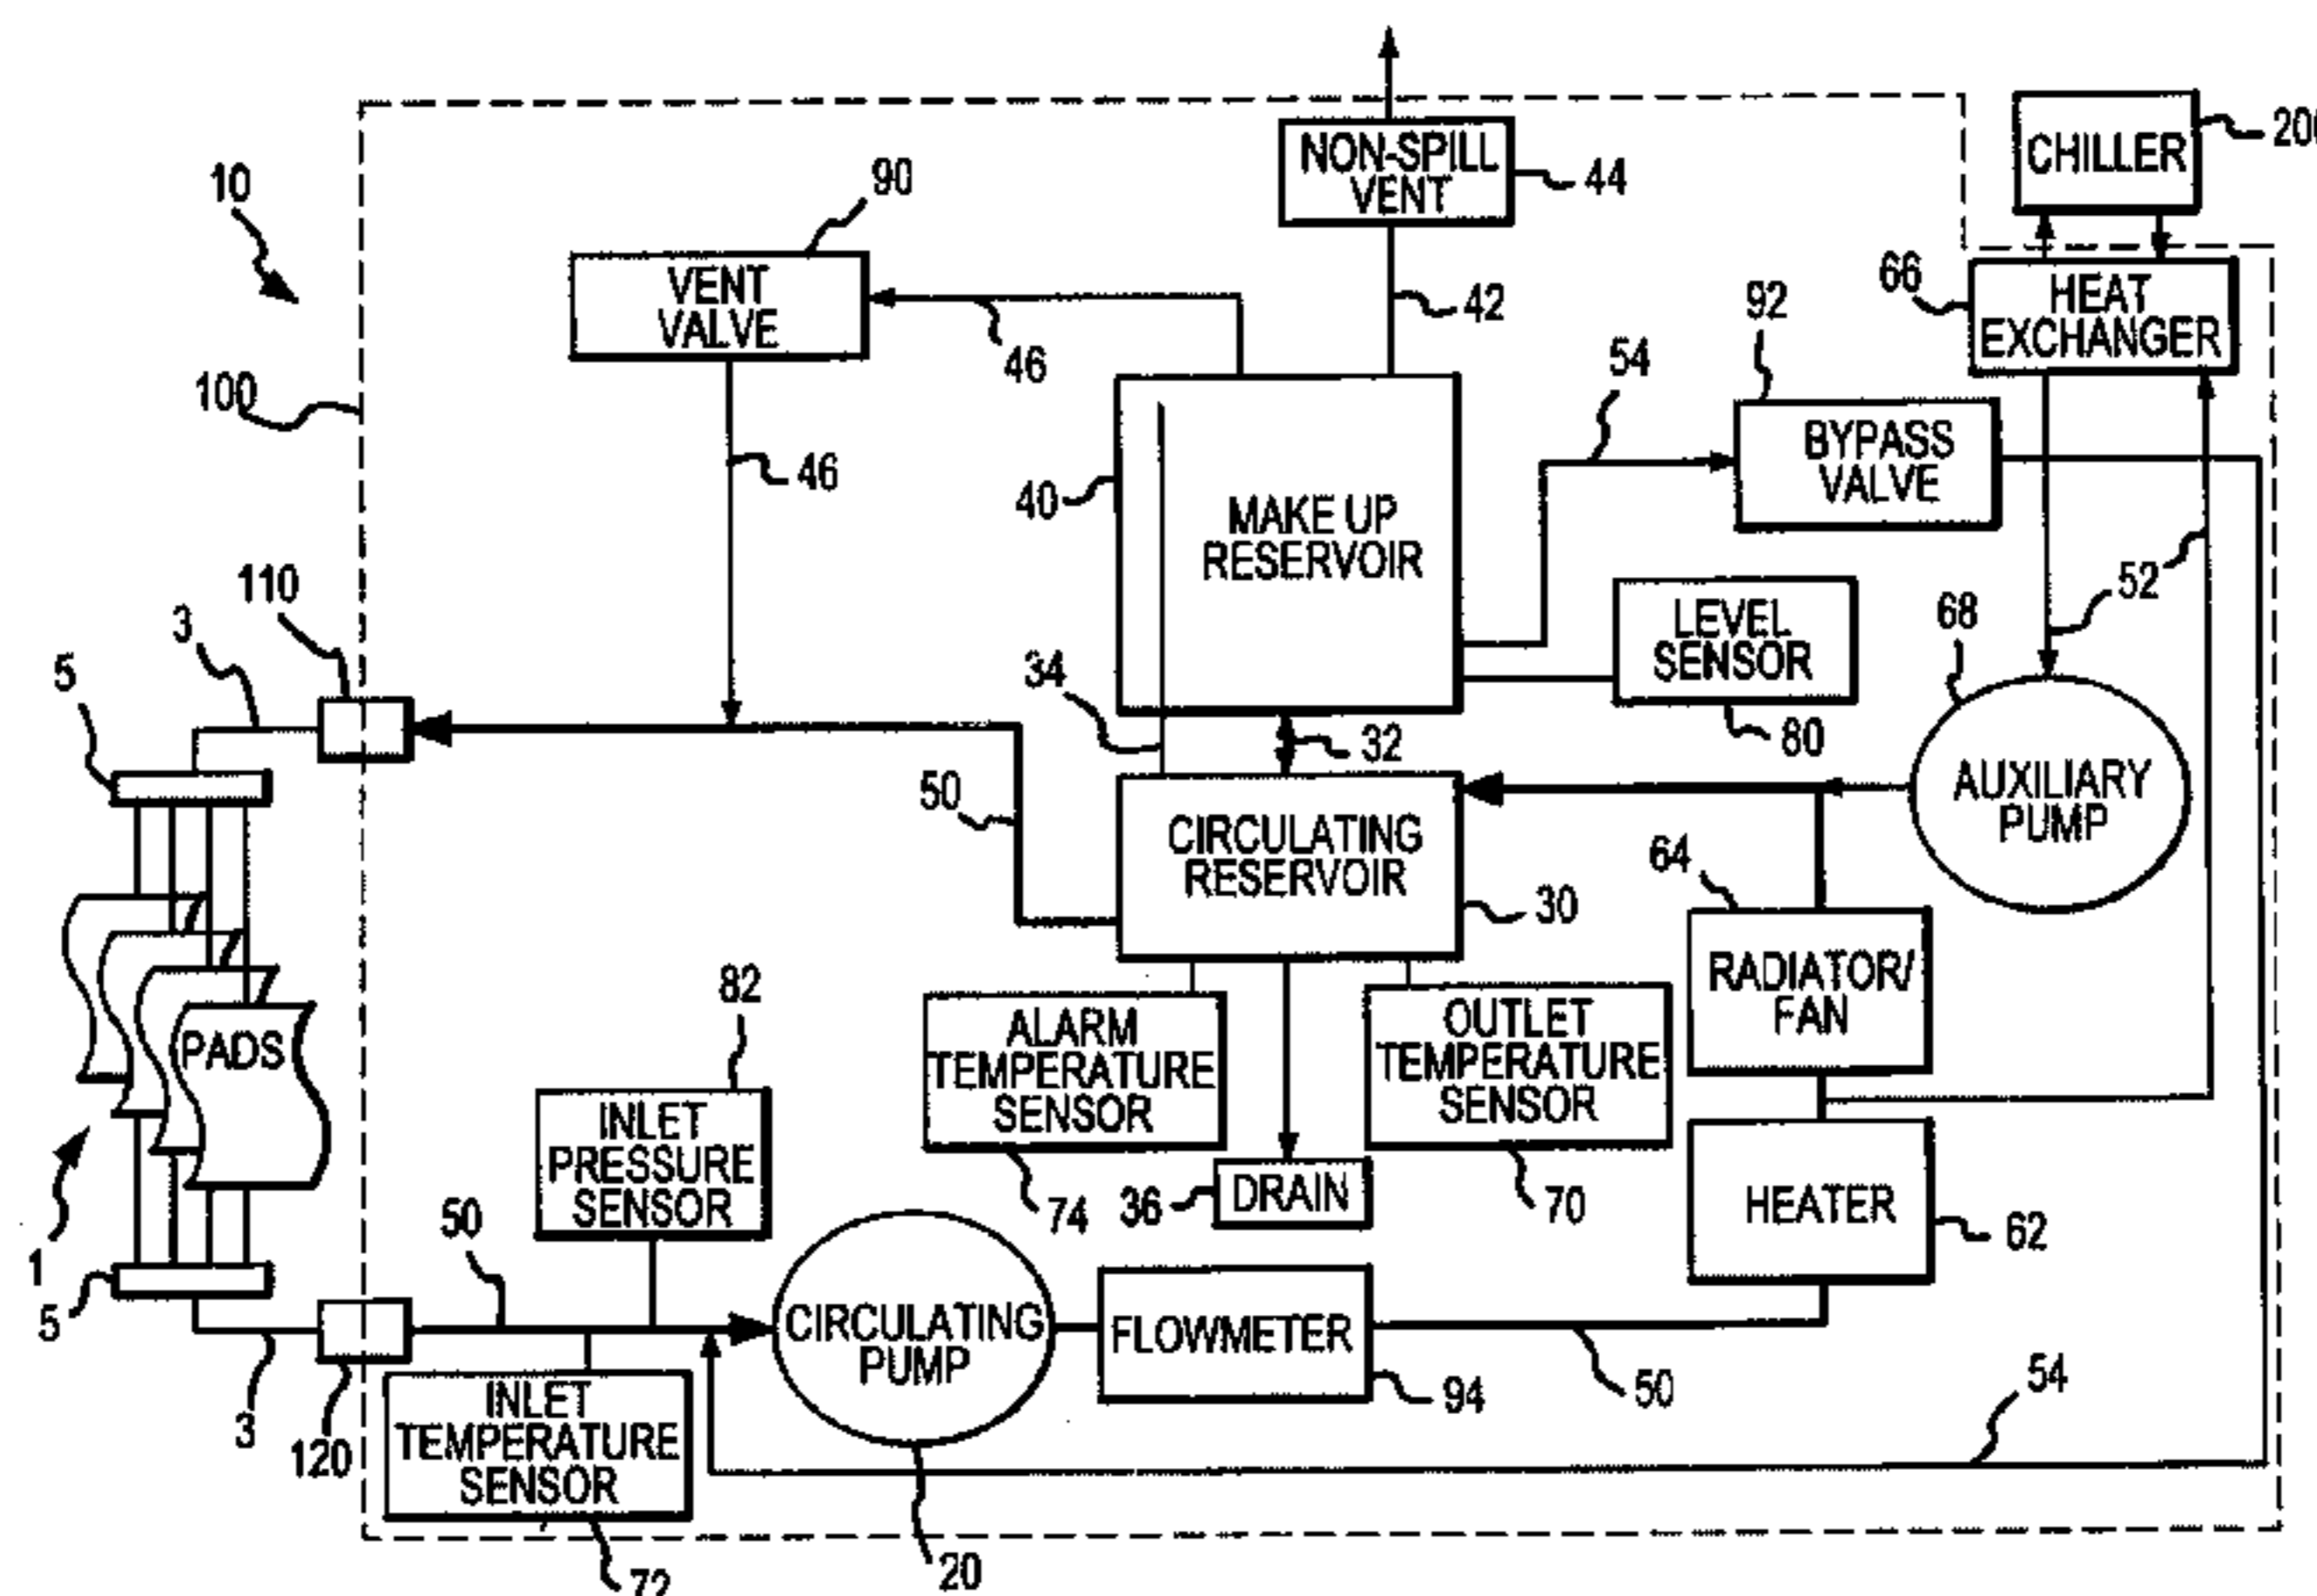 NON-SPILL
VENT
44
CHILLER
10
90
VENT
VALVE
46
42
66
HEAT
EXCHANGER
92
54
100
46
40
MAKE UP
RESERVOIR
BYPASS
VALVE
52
110
3
5
34
32
LEVEL
SENSOR
80
68
AUXILIARY
PUMP
50
CIRCULATING
RESERVOIR
30
64
RADIATOR/
FAN
PADS
82
ALARM
TEMPERATURE
SENSOR
74
OUTLET
TEMPERATURE
SENSOR
70
INLET
PRESSURE
SENSOR
36
DRAIN
HEATER
62
1
5
50
3
120
CIRCULATING
PUMP
FLOWMETER
94
50
54
INLET
TEMPERATURE
SENSOR
72
20